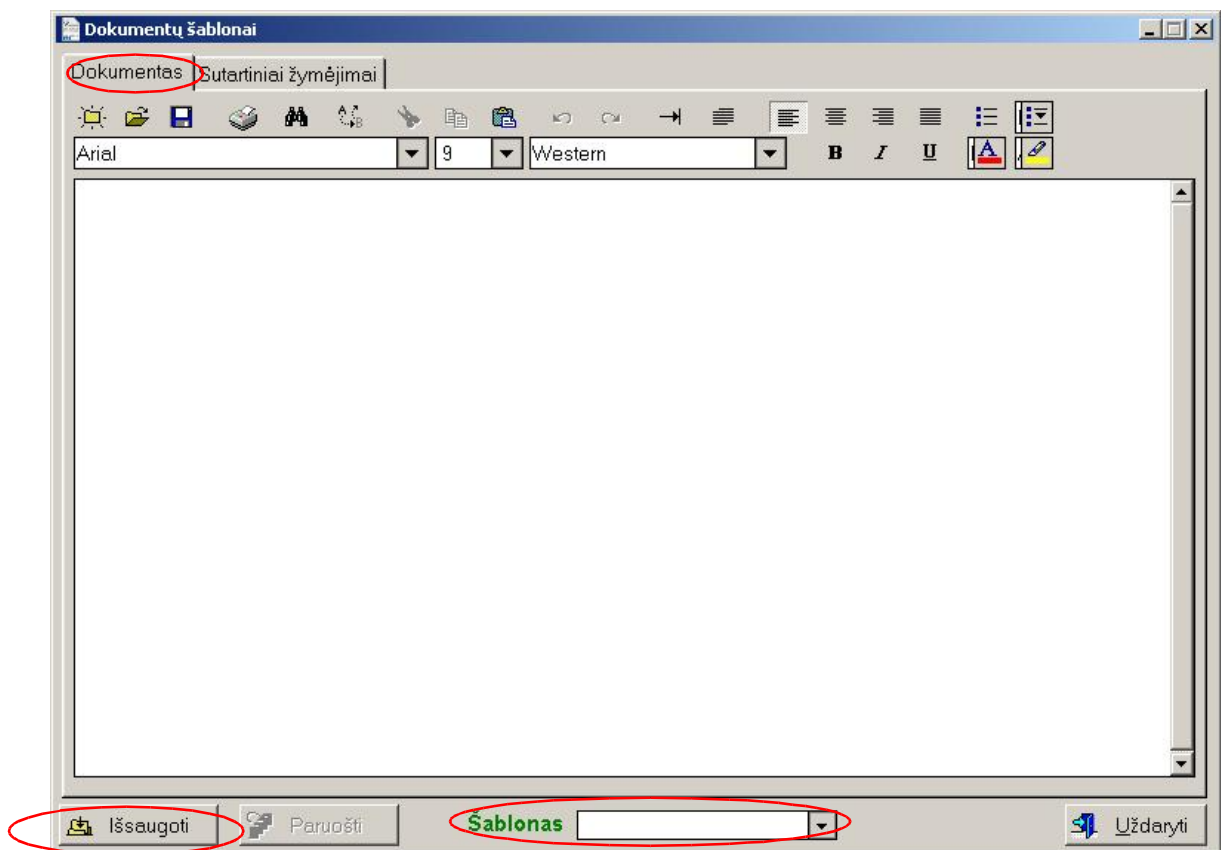 Dokumentų šablonai
Dokumentas Sutartiniai žymėjimai
Arial 9 Western B I U A
Išsaugoti Paruošti Šablonas Uždaryti